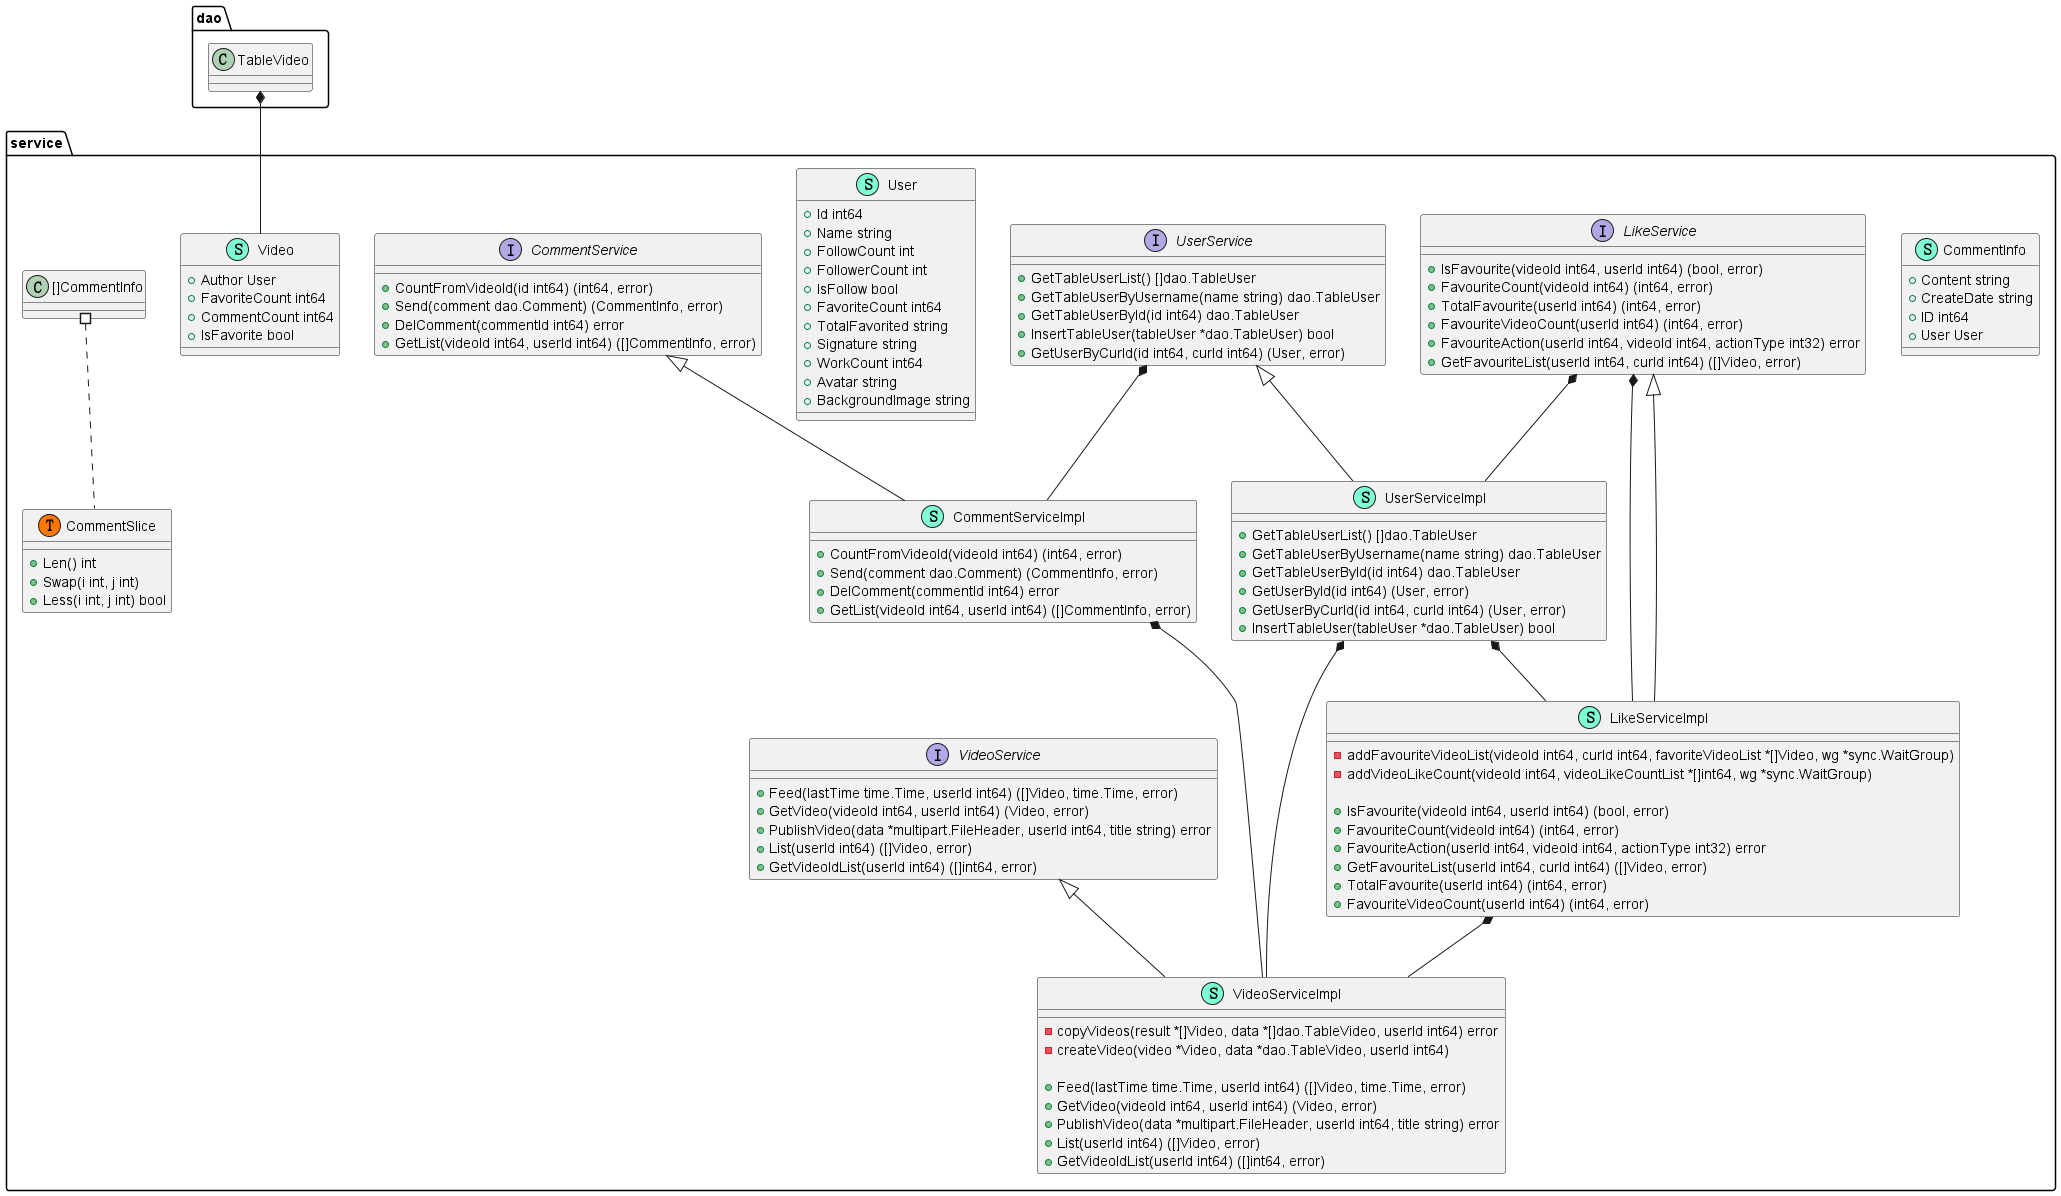 dao
C TableVideo
service
S User
Id int64
Name string
FollowCount int
FollowerCount int
IsFollow bool
FavoriteCount int64
TotalFavorited string
Signature string
WorkCount int64
Avatar string
BackgroundImage string
I LikeService
IsFavourite(videoId int64, userId int64) (bool, error)
FavouriteCount(videoId int64) (int64, error)
TotalFavourite(userId int64) (int64, error)
FavouriteVideoCount(userId int64) (int64, error)
FavouriteAction(userId int64, videoId int64, actionType int32) error
GetFavouriteList(userId int64, curId int64) ([]Video, error)
I UserService
GetTableUserList() []dao.TableUser
GetTableUserByUsername(name string) dao.TableUser
GetTableUserById(id int64) dao.TableUser
InsertTableUser(tableUser *dao.TableUser) bool
GetUserByCurId(id int64, curId int64) (User, error)
S Video
Author User
FavoriteCount int64
CommentCount int64
IsFavorite bool
I CommentService
CountFromVideoId(id int64) (int64, error)
Send(comment dao.Comment) (CommentInfo, error)
DelComment(commentId int64) error
GetList(videoId int64, userId int64) ([]CommentInfo, error)
S CommentInfo
Content string
CreateDate string
ID int64
User User
C []CommentInfo
T CommentSlice
Len() int
Swap(i int, j int)
Less(i int, j int) bool
S CommentServiceImpl
CountFromVideoId(videoId int64) (int64, error)
Send(comment dao.Comment) (CommentInfo, error)
DelComment(commentId int64) error
GetList(videoId int64, userId int64) ([]CommentInfo, error)
S UserServiceImpl
GetTableUserList() []dao.TableUser
GetTableUserByUsername(name string) dao.TableUser
GetTableUserById(id int64) dao.TableUser
GetUserById(id int64) (User, error)
GetUserByCurId(id int64, curId int64) (User, error)
InsertTableUser(tableUser *dao.TableUser) bool
S LikeServiceImpl
addFavouriteVideoList(videoId int64, curId int64, favoriteVideoList *[]Video, wg *sync.WaitGroup)
addVideoLikeCount(videoId int64, videoLikeCountList *[]int64, wg *sync.WaitGroup)
IsFavourite(videoId int64, userId int64) (bool, error)
FavouriteCount(videoId int64) (int64, error)
FavouriteAction(userId int64, videoId int64, actionType int32) error
GetFavouriteList(userId int64, curId int64) ([]Video, error)
TotalFavourite(userId int64) (int64, error)
FavouriteVideoCount(userId int64) (int64, error)
I VideoService
Feed(lastTime time.Time, userId int64) ([]Video, time.Time, error)
GetVideo(videoId int64, userId int64) (Video, error)
PublishVideo(data *multipart.FileHeader, userId int64, title string) error
List(userId int64) ([]Video, error)
GetVideoIdList(userId int64) ([]int64, error)
S VideoServiceImpl
copyVideos(result *[]Video, data *[]dao.TableVideo, userId int64) error
createVideo(video *Video, data *dao.TableVideo, userId int64)
Feed(lastTime time.Time, userId int64) ([]Video, time.Time, error)
GetVideo(videoId int64, userId int64) (Video, error)
PublishVideo(data *multipart.FileHeader, userId int64, title string) error
List(userId int64) ([]Video, error)
GetVideoIdList(userId int64) ([]int64, error)